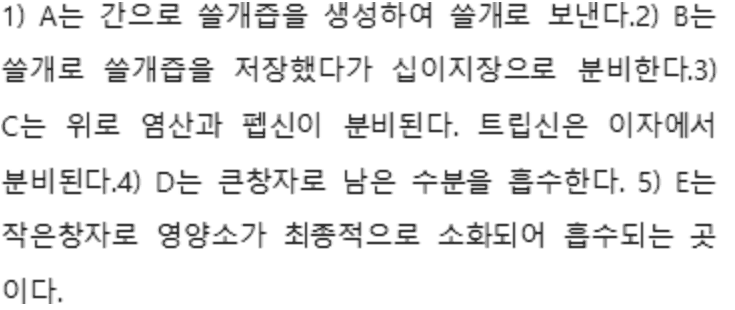 1) A는 간으로 쓸개즙을 생성하여 쓸개로 보낸다.2) B는
쓸개로 쓸개즙을 저장했다가 십이지장으로 분비한다.3)
C는 위로 염산과 펩신이 분비된다. 트립신은 이자에서
분비된다.4) D는 큰창자로 남은 수분을 흡수한다. 5) E는
작은창자로 영양소가 최종적으로 소화되어 흡수되는 곳
이다.